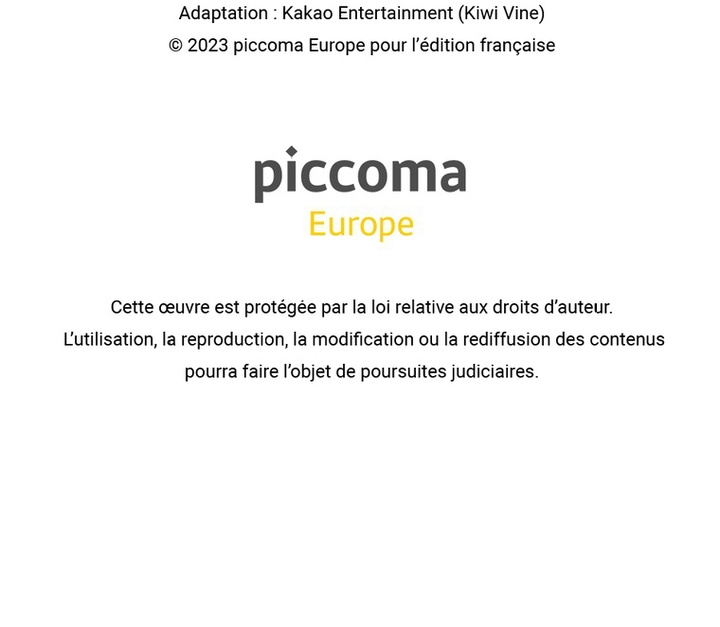 Adaptation : Kakao Entertainment (Kiwi Vine)
© 2023 piccoma Europe pour l’édition française
piccoma
Europe
Cette œuvre est protégée par la loi relative aux droits d’auteur.
L’utilisation, la reproduction, la modification ou la rediffusion des contenus
pourra faire l’objet de poursuites judiciaires.